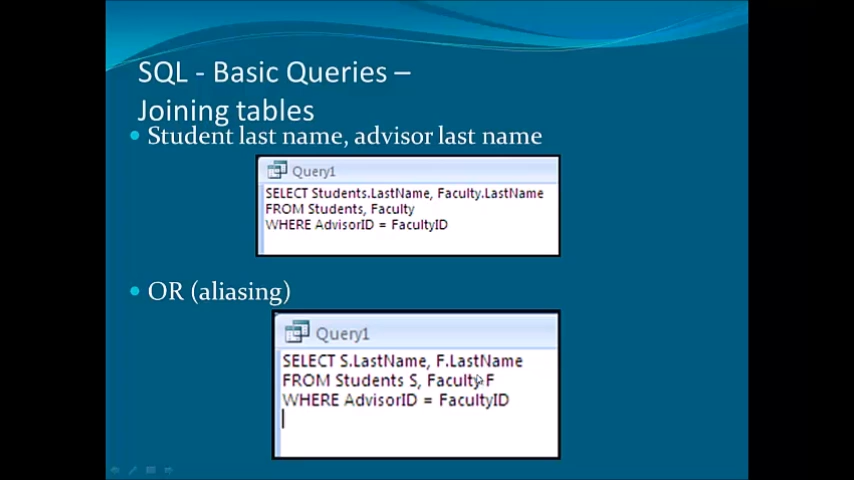 SQL - Basic Queries –
Joining tables
Student last name, advisor last name
Query1
SELECT Students.LastName, Faculty.LastName
FROM Students, Faculty
WHERE AdvisorID = FacultyID
OR (aliasing)
Query1
SELECT S.LastName, F.LastName
FROM Students S, Faculty F
WHERE AdvisorID = FacultyID